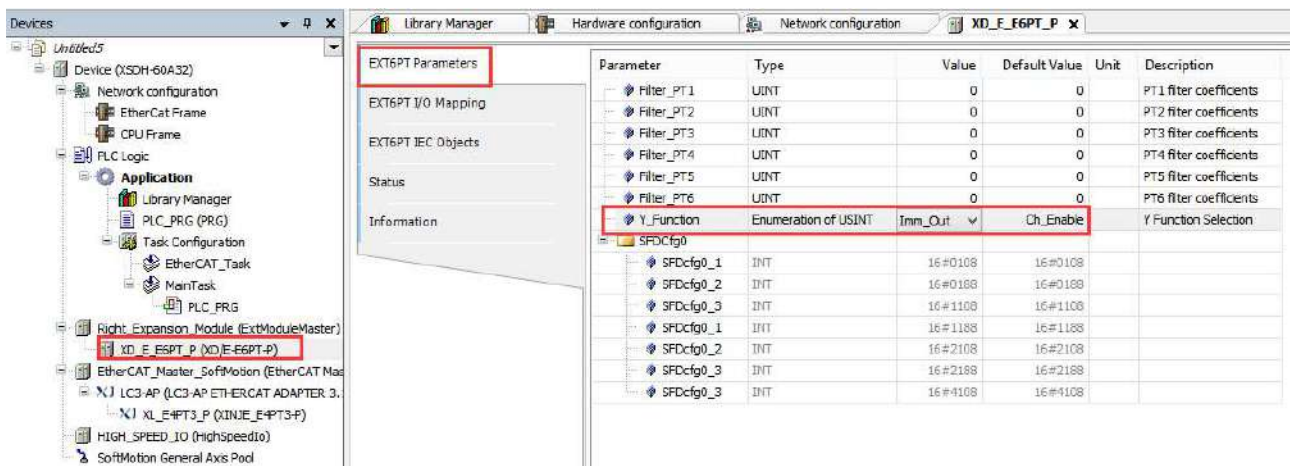 Devices
Untitled5
Device (XSDH-60A32)
Network configuration
EtherCat Frame
CPU Frame
PLC Logic
Application
Library Manager
PLC_PRG (PRG)
Task Configuration
EtherCAT_Task
MainTask
PLC_PRG
Right_Expansion_Module (ExtModuleMaster)
XD_E_E6PT_P (XD/E-E6PT-P)
EtherCAT_Master_SoftMotion (EtherCAT Mas
LC3-AP (LC3-AP ETHERCAT ADAPTER 3.
XL_E4PT3_P (XINJE_E4PT3-P)
HIGH_SPEED_IO (HighSpeedIo)
SoftMotion General Axis Pool
Library Manager Hardware configuration Network configuration XD_E_E6PT_P X
EXT6PT Parameters
EXT6PT I/O Mapping
EXT6PT IEC Objects
Status
Information
Parameter Type Value Default Value Unit Description
Filter_PT1 UINT 0 0 PT1 filter coefficients
Filter_PT2 UINT 0 0 PT2 filter coefficients
Filter_PT3 UINT 0 0 PT3 filter coefficients
Filter_PT4 UINT 0 0 PT4 filter coefficients
Filter_PT5 UINT 0 0 PT5 filter coefficients
Filter_PT6 UINT 0 0 PT6 filter coefficients
Y_Function Enumeration of USINT Imm_Out Ch_Enable Y Function Selection
SFDCfg0
SFDcfg0_1 INT 16#0108 16#0108
SFDcfg0_2 INT 16#0188 16#0188
SFDcfg0_3 INT 16#1108 16#1108
SFDcfg0_1 INT 16#1188 16#1188
SFDcfg0_2 INT 16#2108 16#2108
SFDcfg0_3 INT 16#2188 16#2188
SFDcfg0_3 INT 16#4108 16#4108